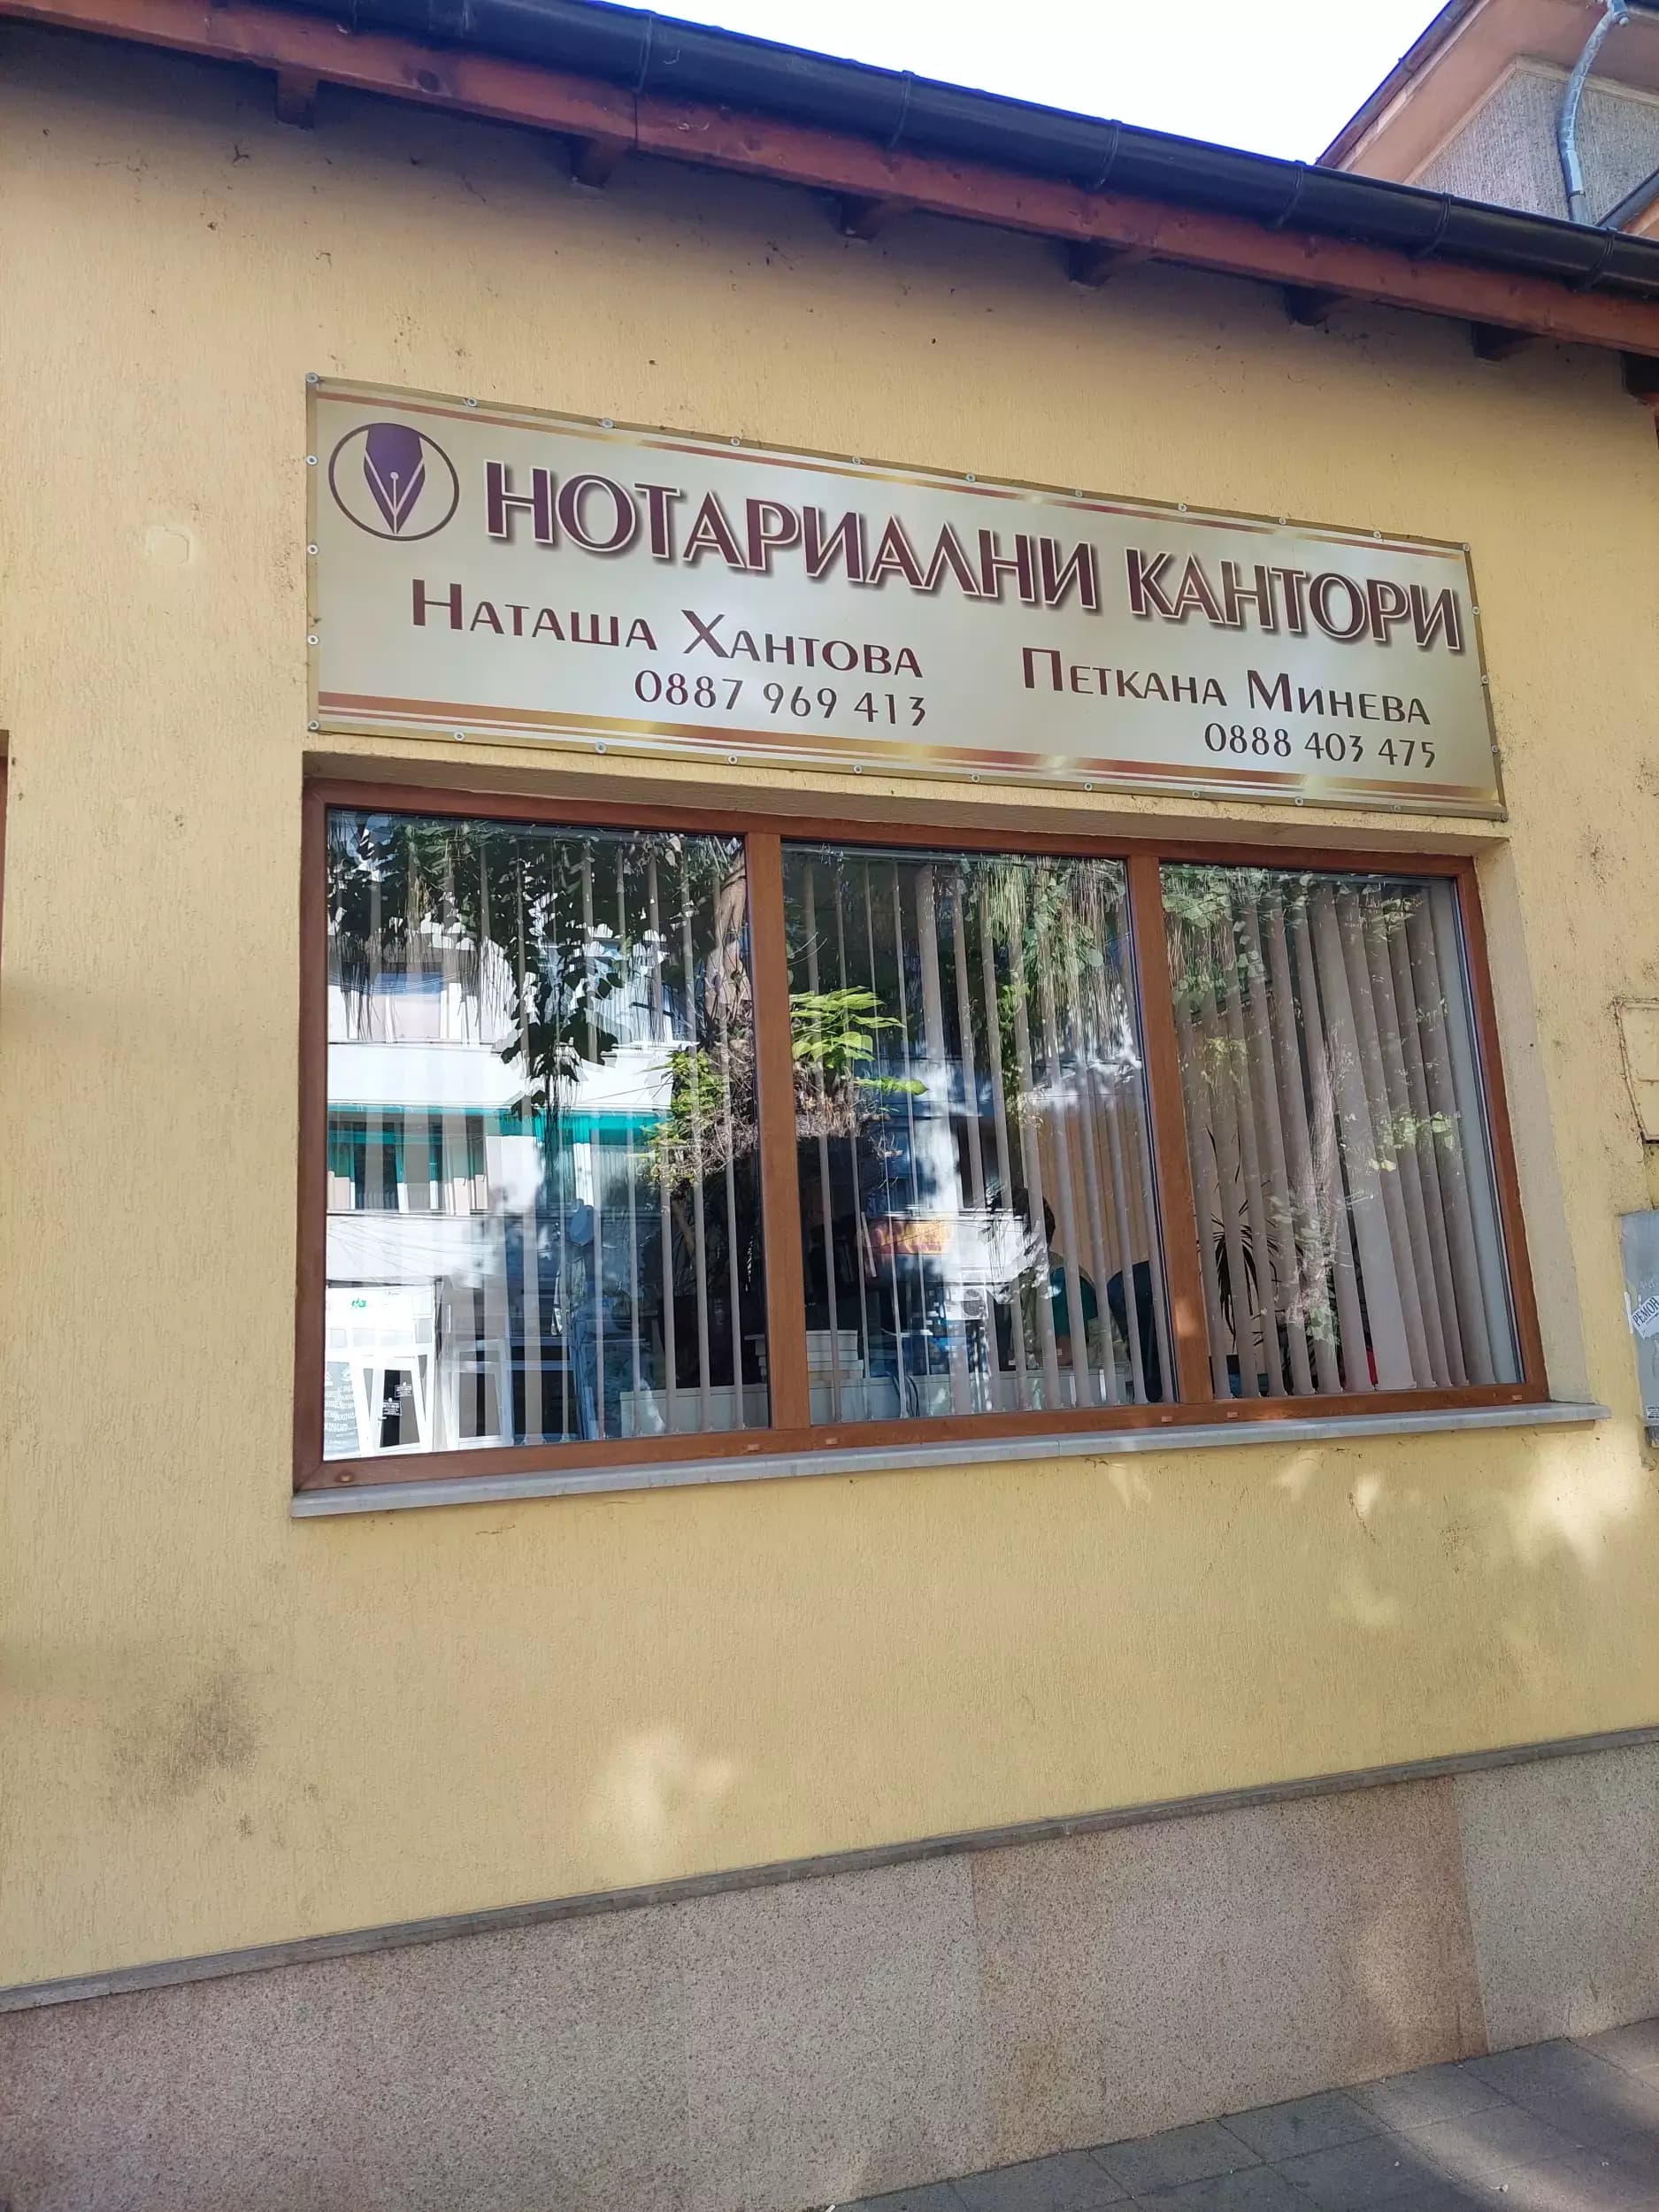 НОТАРИАЛНИ КАНТОРИ
НАТАША ХАНТОВА
0887 969 413
ПЕТКАНА МИНЕВА
0888 403 475